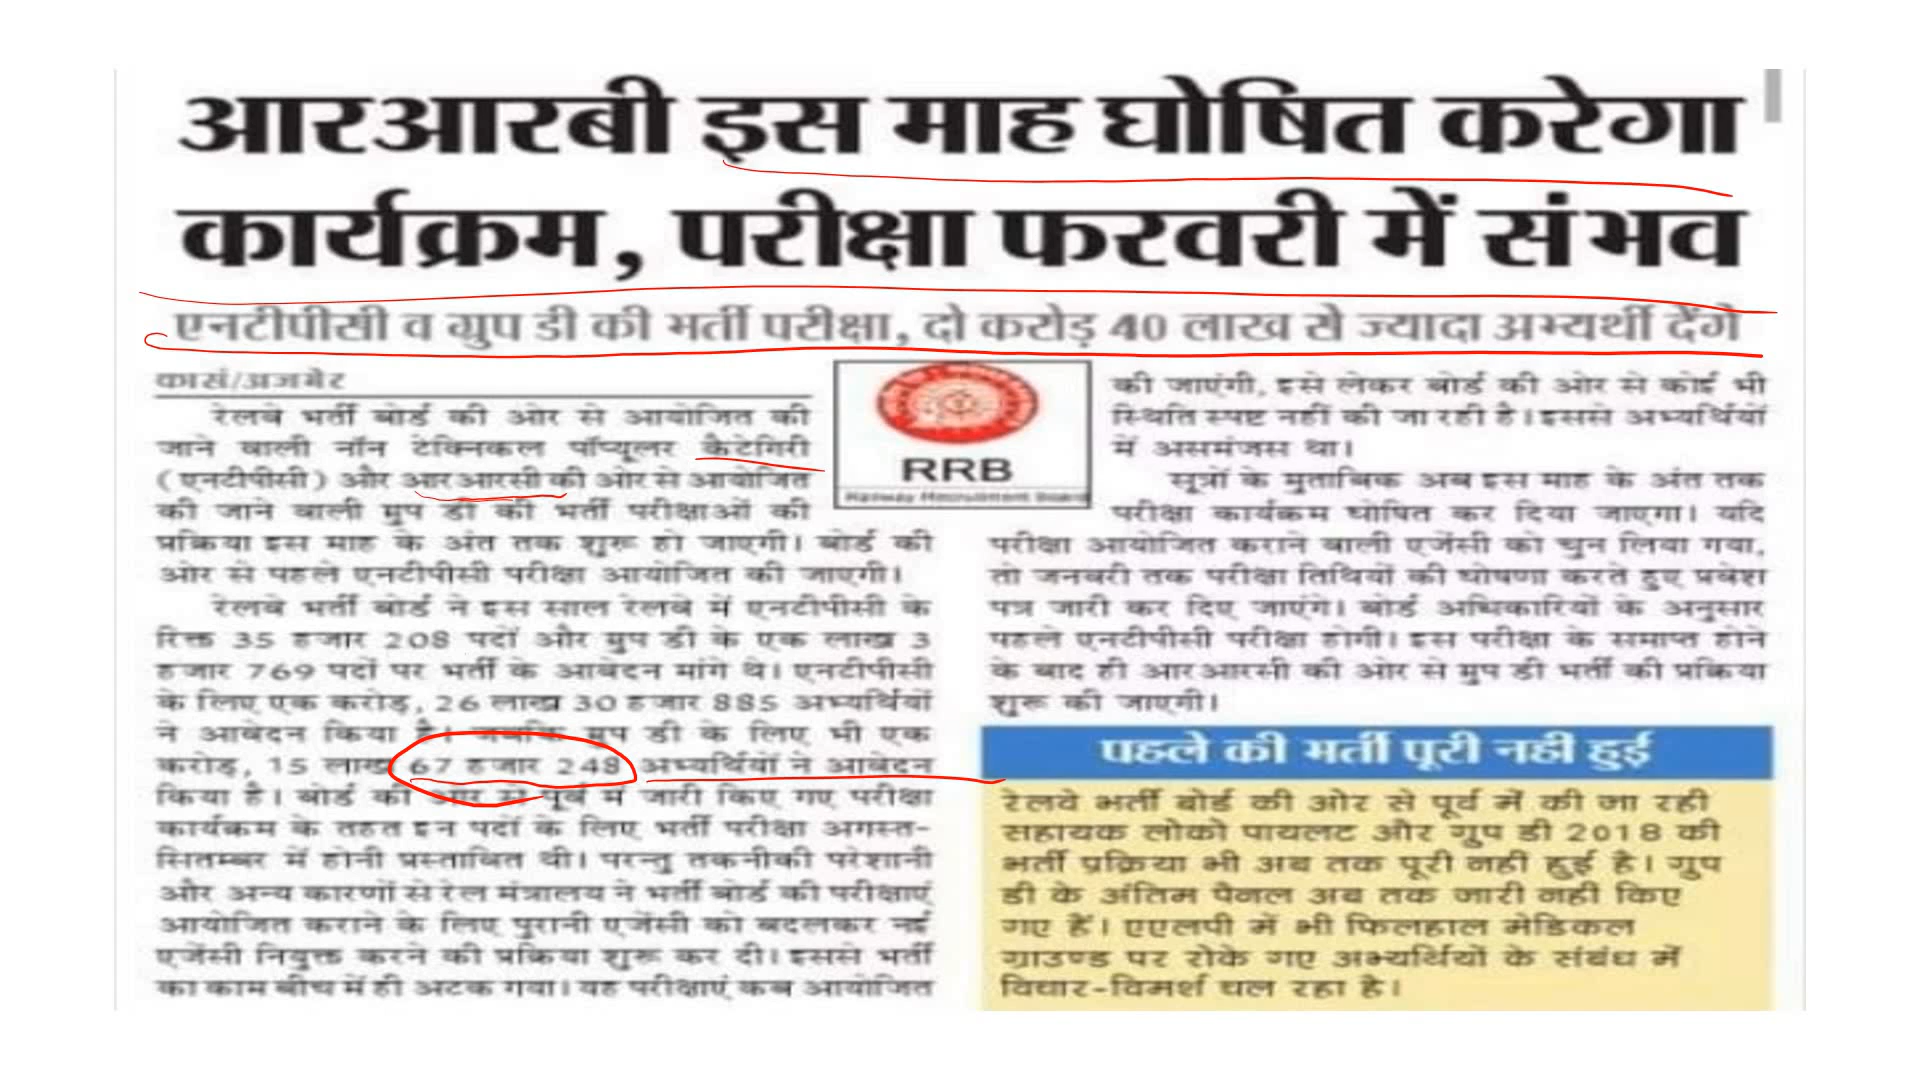 आरआरबी इस माह घोषित करेगा
कार्यक्रम, परीक्षा फरवरी में संभव
एनटीपीसी व ग्रुप डी की भर्ती परीक्षा, दो करोड़ 40 लाख से ज्यादा अभ्यर्थी देंगे
कासं/अजमेर
रेलवे भर्ती बोर्ड की ओर से आयोजित की
जाने वाली नॉन टेक्निकल पॉप्यूलर कैटेगिरी
(एनटीपीसी) और आरआरसी की ओर से आयोजित
की जाने वाली ग्रुप डी की भर्ती परीक्षाओं की
प्रक्रिया इस माह के अंत तक शुरू हो जाएगी। बोर्ड की
ओर से पहले एनटीपीसी परीक्षा आयोजित की जाएगी।
रेलवे भर्ती बोर्ड ने इस साल रेलवे में एनटीपीसी के
रिक्त 35 हजार 208 पदों और ग्रुप डी के एक लाख 3
हजार 769 पदों पर भर्ती के आबेदन मांगे थे। एनटीपीसी
के लिए एक करोड़, 26 लाख 30 हजार 885 अभ्यर्थियों
ने आबेदन किया है। जबकि ग्रुप डी के लिए भी एक
करोड़, 15 लाख 67 हजार 248 अभ्यर्थियों ने आबेदन
किया है। बोर्ड की ओर से पूर्व में जारी किए गए परीक्षा
कार्यक्रम के तहत इन पदों के लिए भर्ती परीक्षा अगस्त-
सितम्बर में होनी प्रस्तावित थी। परन्तु तकनीकी परेशानी
और अन्य कारणों से रेल मंत्रालय ने भर्ती बोर्ड की परीक्षाएं
आयोजित कराने के लिए पुरानी एजेंसी को बदलकर नई
एजेंसी नियुक्त करने की प्रक्रिया शुरू कर दी। इससे भर्ती
का काम बीच में ही अटक गया। यह परीक्षाएं कब आयोजित
RRB
Railway Recruitment Board
की जाएंगी, इसे लेकर बोर्ड की ओर से कोई भी
स्थिति स्पष्ट नहीं की जा रही है। इससे अभ्यर्थियों
में असमंजस था।
सूत्रों के मुताबिक अब इस माह के अंत तक
परीक्षा कार्यक्रम घोषित कर दिया जाएगा। यदि
परीक्षा आयोजित कराने वाली एजेंसी को चुन लिया गया,
तो जनवरी तक परीक्षा तिथियों की घोषणा करते हुए प्रवेश
पत्र जारी कर दिए जाएंगे। बोर्ड अधिकारियों के अनुसार
पहले एनटीपीसी परीक्षा होगी। इस परीक्षा के समाप्त होने
के बाद ही आरआरसी की ओर से ग्रुप डी भर्ती की प्रक्रिया
शुरू की जाएगी।
पहले की भर्ती पूरी नही हुई
रेलवे भर्ती बोर्ड की ओर से पूर्व में की जा रही
सहायक लोको पायलट और ग्रुप डी 2018 की
भर्ती प्रक्रिया भी अब तक पूरी नही हुई है। ग्रुप
डी के अंतिम पैनल अब तक जारी नही किए
गए हैं। एएलपी में भी फिलहाल मेडिकल
ग्राउण्ड पर रोके गए अभ्यर्थियों के संबंध में
विचार-विमर्श चल रहा है।